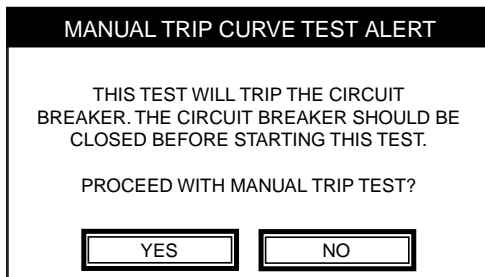 MANUAL TRIP CURVE TEST ALERT
THIS TEST WILL TRIP THE CIRCUIT
BREAKER. THE CIRCUIT BREAKER SHOULD BE
CLOSED BEFORE STARTING THIS TEST.
PROCEED WITH MANUAL TRIP TEST?
YES NO